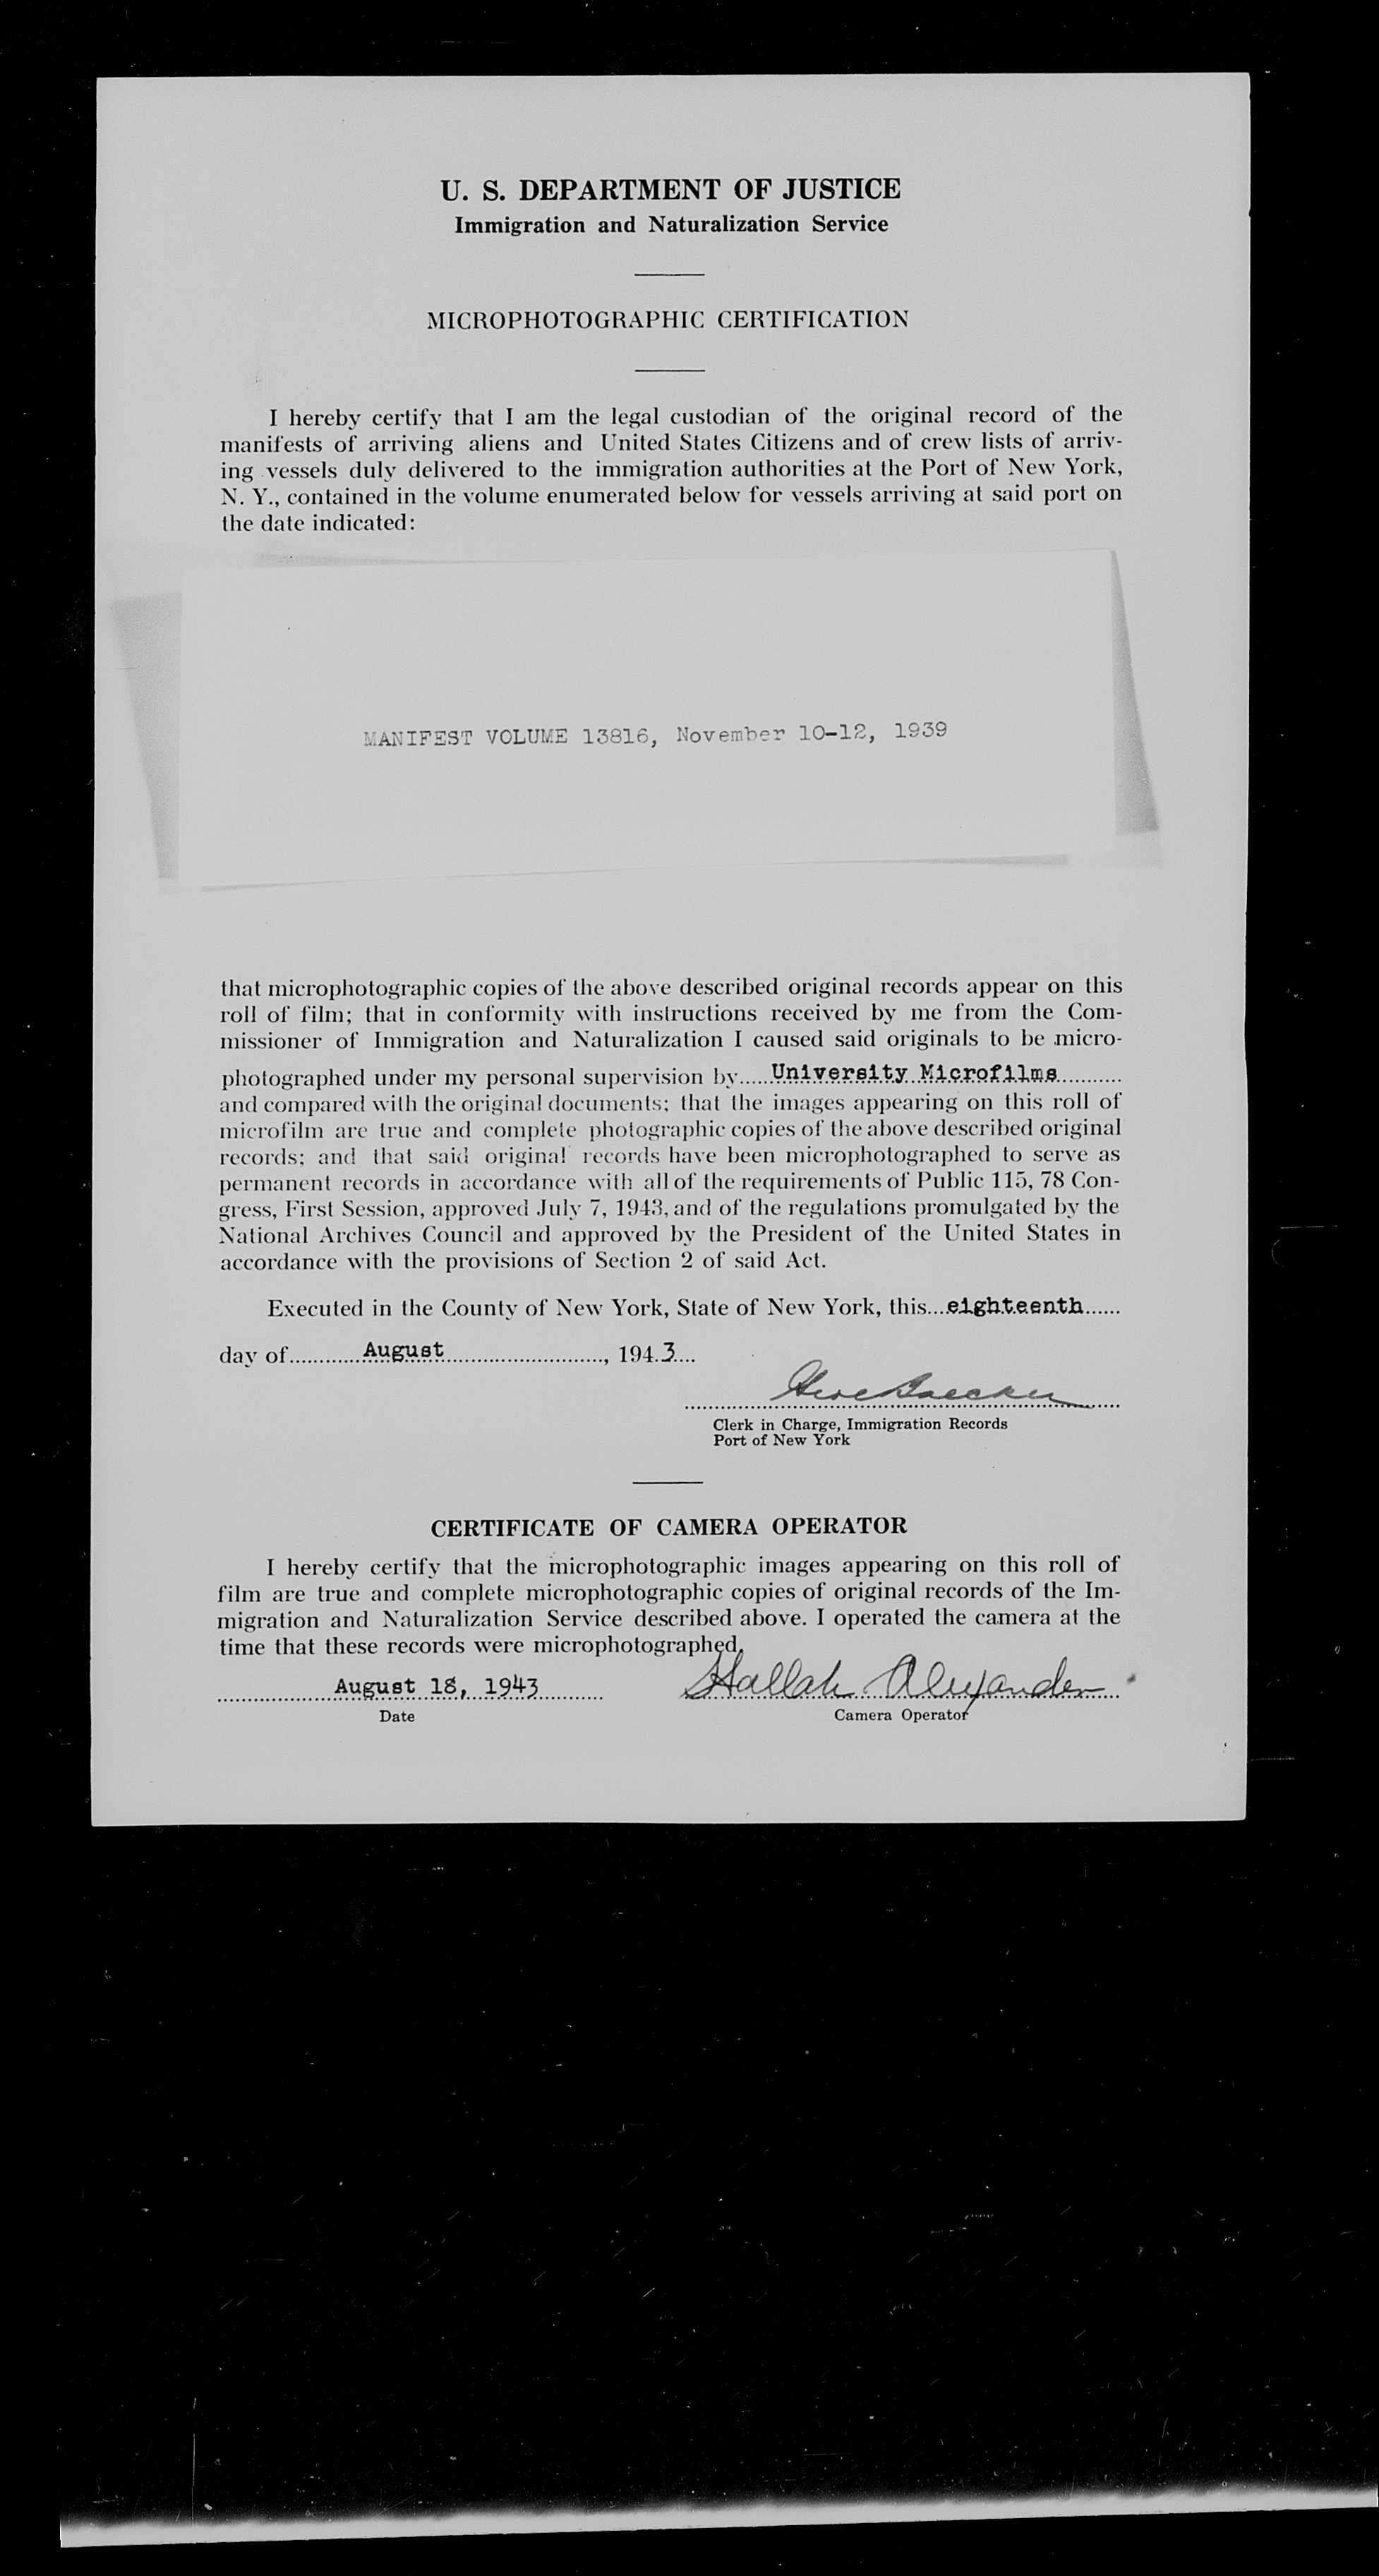 U. S. DEPARTMENT OF JUSTICE
Immigration and Naturalization Service
MICROPHOTOGRAPHIC CERTIFICATION
I hereby certify that I am the legal custodian of the original record of the
manifests of arriving aliens and United States Citizens and of crew lists of arriv-
ing vessels duly delivered to the immigration authorities at the Port of New York,
N. Y., contained in the volume enumerated below for vessels arriving at said port on
the date indicated:
MANIFEST VOLUME 13816, November 10-12, 1939
that microphotographic copies of the above described original records appear on this
roll of film; that in conformity with instructions received by me from the Com-
missioner of Immigration and Naturalization I caused said originals to be micro-
photographed under my personal supervision by.....University Microfilms...........
and compared with the original documents; that the images appearing on this roll of
microfilm are true and complete photographic copies of the above described original
records; and that said original records have been microphotographed to serve as
permanent records in accordance with all of the requirements of Public 115, 78 Con-
gress, First Session, approved July 7, 1943, and of the regulations promulgated by the
National Archives Council and approved by the President of the United States in
accordance with the provisions of Section 2 of said Act.
Executed in the County of New York, State of New York, this....eighteenth......
day of............August..........................., 194.3....
Clerk in Charge, Immigration Records
Port of New York
CERTIFICATE OF CAMERA OPERATOR
I hereby certify that the microphotographic images appearing on this roll of
film are true and complete microphotographic copies of original records of the Im-
migration and Naturalization Service described above. I operated the camera at the
time that these records were microphotographed.
August 18, 1943
Hallah Alexander
Date
Camera Operator